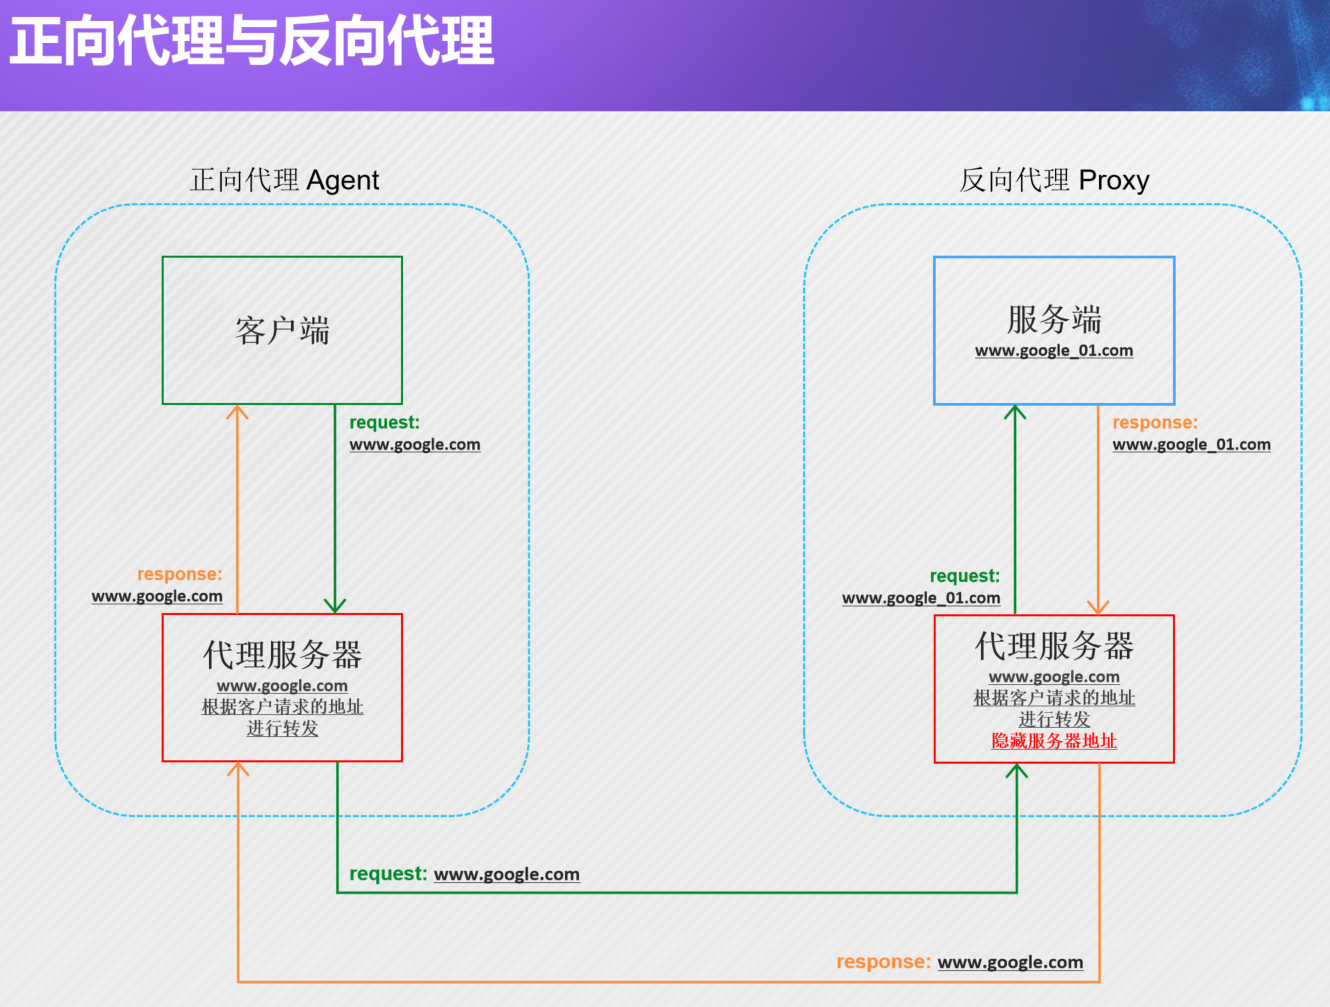 正向代理与反向代理
正向代理 Agent
客户端
request:
www.google.com
response:
www.google.com
代理服务器
www.google.com
根据客户请求的地址
进行转发
反向代理 Proxy
服务端
www.google_01.com
response:
www.google_01.com
request:
www.google_01.com
代理服务器
www.google.com
根据客户请求的地址
进行转发
隐藏服务器地址
request: www.google.com
response: www.google.com